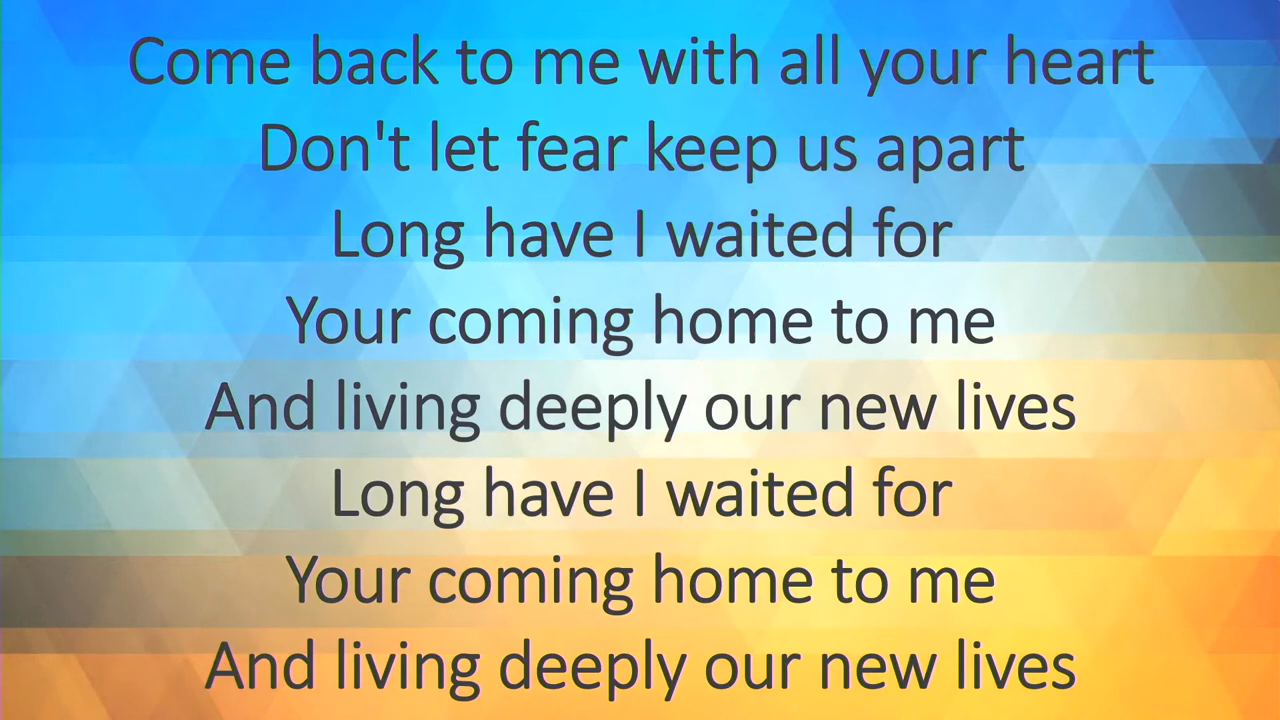 Come back to me with all your heart
Don't let fear keep us apart
Long have I waited for
Your coming home to me
And living deeply our new lives
Long have I waited for
Your coming home to me
And living deeply our new lives